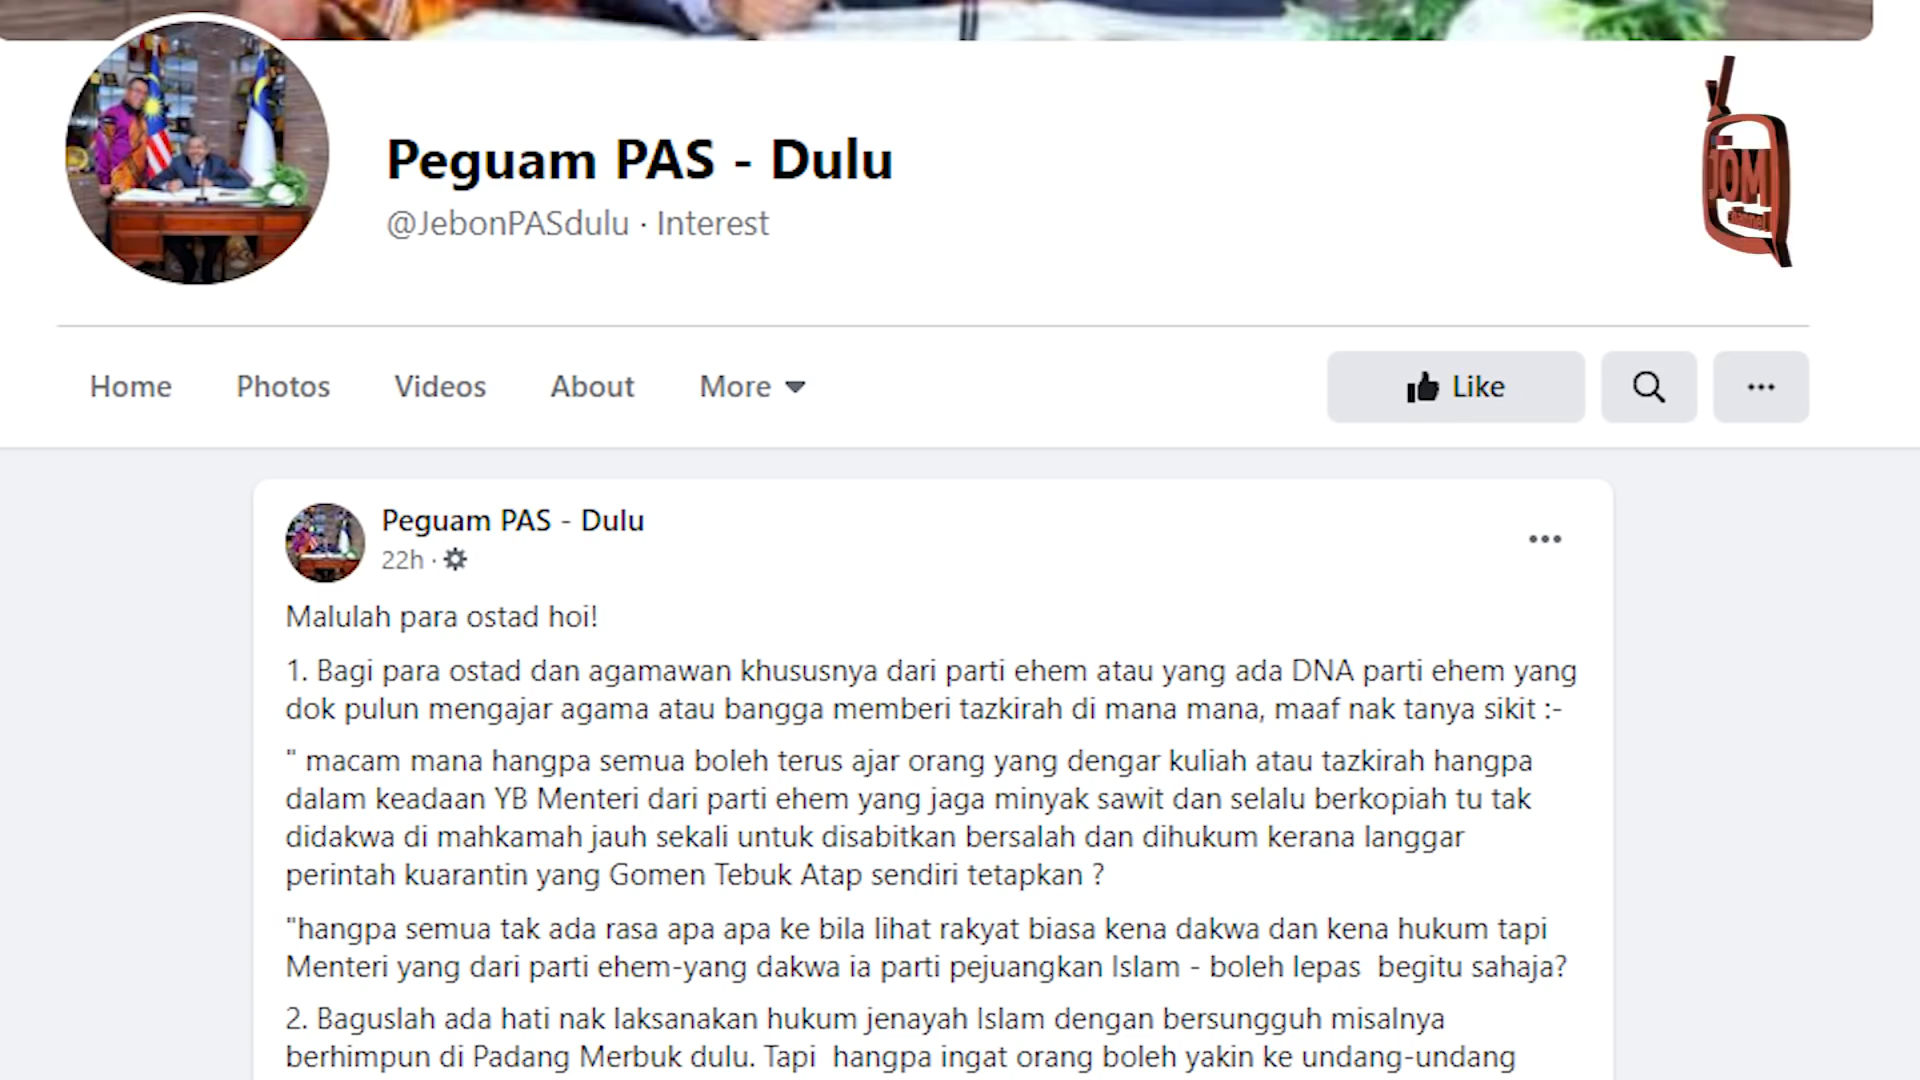 Peguam PAS - Dulu
@JebonPASdulu · Interest
JOM
Channel
Home Photos Videos About More Like
Peguam PAS - Dulu
22h ·
Malulah para ostad hoi!
1. Bagi para ostad dan agamawan khususnya dari parti ehem atau yang ada DNA parti ehem yang
dok pulun mengajar agama atau bangga memberi tazkirah di mana mana, maaf nak tanya sikit :-
" macam mana hangpa semua boleh terus ajar orang yang dengar kuliah atau tazkirah hangpa
dalam keadaan YB Menteri dari parti ehem yang jaga minyak sawit dan selalu berkopiah tu tak
didakwa di mahkamah jauh sekali untuk disabitkan bersalah dan dihukum kerana langgar
perintah kuarantin yang Gomen Tebuk Atap sendiri tetapkan ?
"hangpa semua tak ada rasa apa apa ke bila lihat rakyat biasa kena dakwa dan kena hukum tapi
Menteri yang dari parti ehem-yang dakwa ia parti pejuangkan Islam - boleh lepas  begitu sahaja?
2. Baguslah ada hati nak laksanakan hukum jenayah Islam dengan bersungguh misalnya
berhimpun di Padang Merbuk dulu. Tapi  hangpa ingat orang boleh yakin ke undang-undang